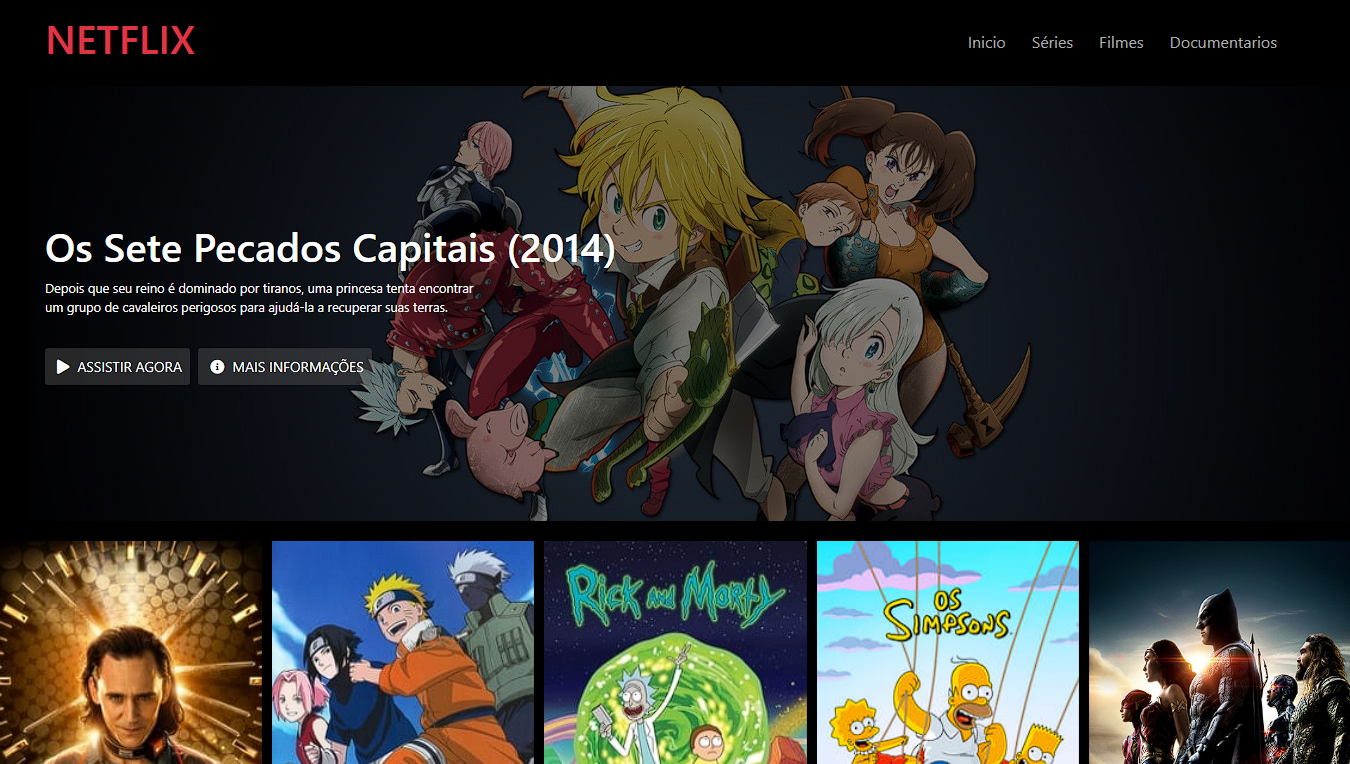 NETFLIX
Inicio Séries Filmes Documentarios
Os Sete Pecados Capitais (2014)
Depois que seu reino é dominado por tiranos, uma princesa tenta encontrar
um grupo de cavaleiros perigosos para ajudá-la a recuperar suas terras.
ASSISTIR AGORA MAIS INFORMAÇÕES
RICK AND MORTY
OS
SIMPSONS